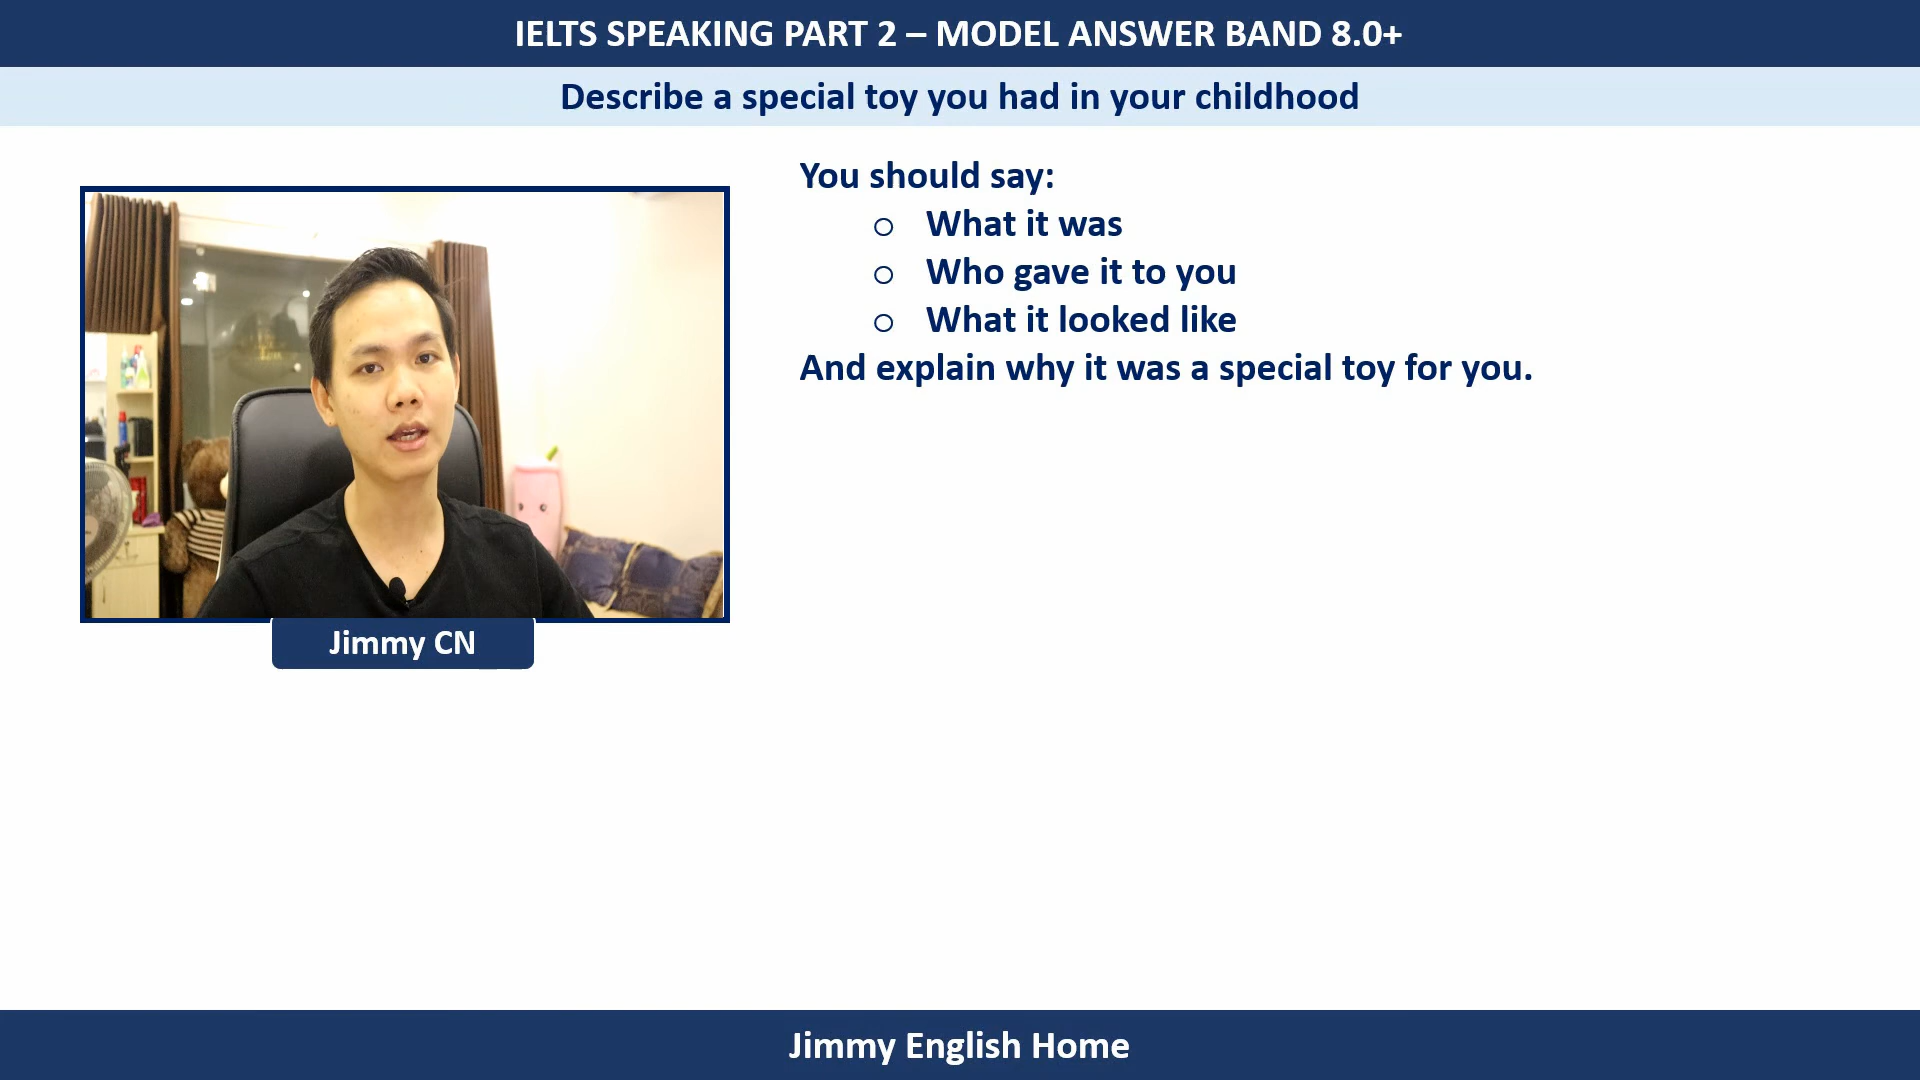 IELTS SPEAKING PART 2 – MODEL ANSWER BAND 8.0+
Describe a special toy you had in your childhood
You should say:
o What it was
o Who gave it to you
o What it looked like
And explain why it was a special toy for you.
Jimmy CN
Jimmy English Home